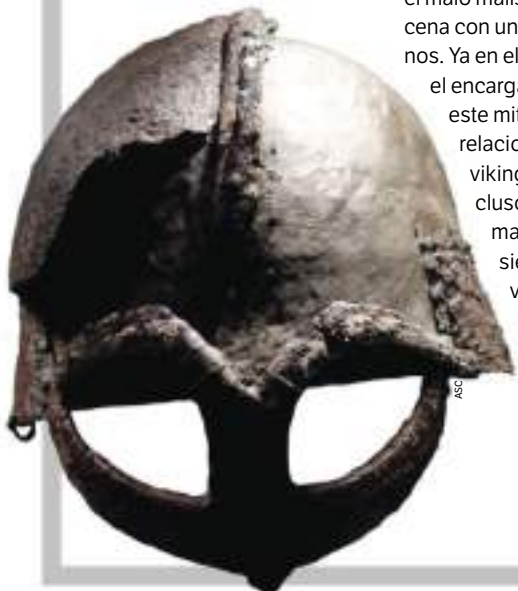 el malo malis
cena con un
nos. Ya en el
el encarga
este mit
relacio
viking
cluso
ma
sie
v
ASC